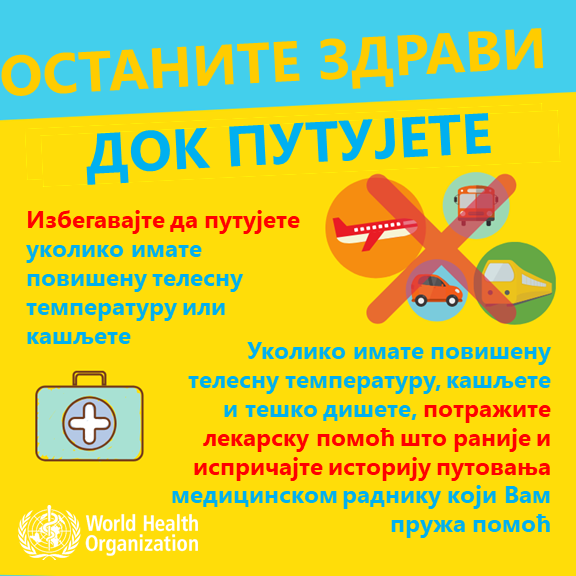 ОСТАНИТЕ ЗДРАВИ
ДОК ПУТУЈЕТЕ
Избегавајте да путујете
уколико имате
повишену телесну
температуру или
кашљете
Уколико имате повишену
телесну температуру, кашљете
и тешко дишете, потражите
лекарску помоћ што раније и
испричајте историју путовања
медицинском раднику који Вам
пружа помоћ
World Health
Organization